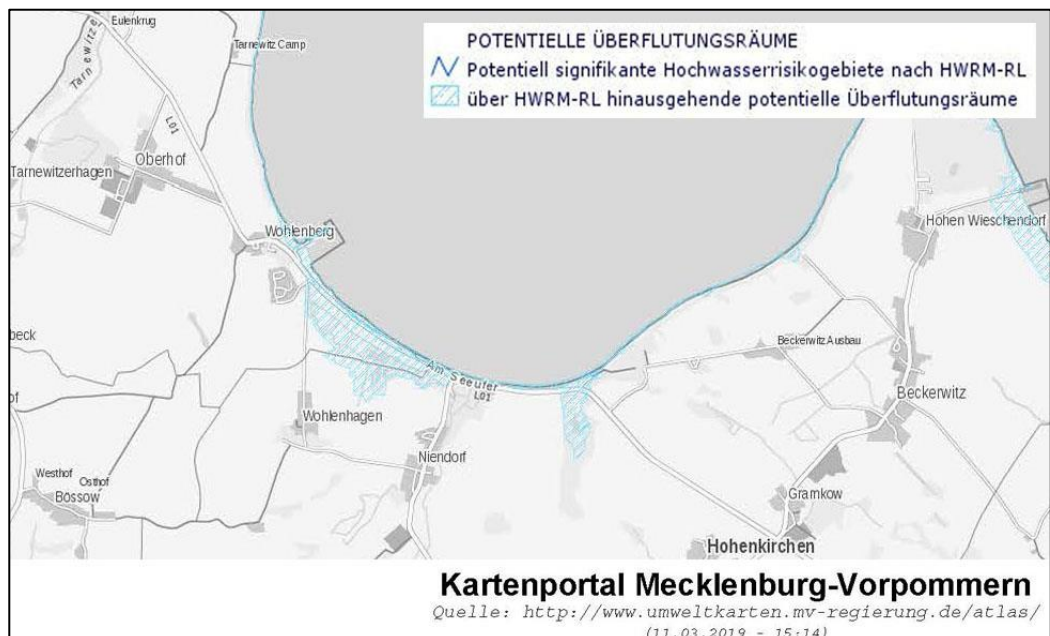 Eulenkrug
Tarnewitz Camp
POTENTIELLE ÜBERFLUTUNGSRÄUME
Potentiell signifikante Hochwasserrisikogebiete nach HWRM-RL
über HWRM-RL hinausgehende potentielle Überflutungsräume
L01
Oberhof
Tarnewitzerhagen
Wohlenberg
Hohen Wieschendorf
beck
Beckerwitz Ausbau
Am Seeufer
L01
Beckerwitz
of
Wohlenhagen
Niendorf
Westhof
Osthof
Bössow
Gramkow
Hohenkirchen
Kartenportal Mecklenburg-Vorpommern
Quelle: http://www.umweltkarten.mv-regierung.de/atlas/
(11.03.2019 - 15:14)